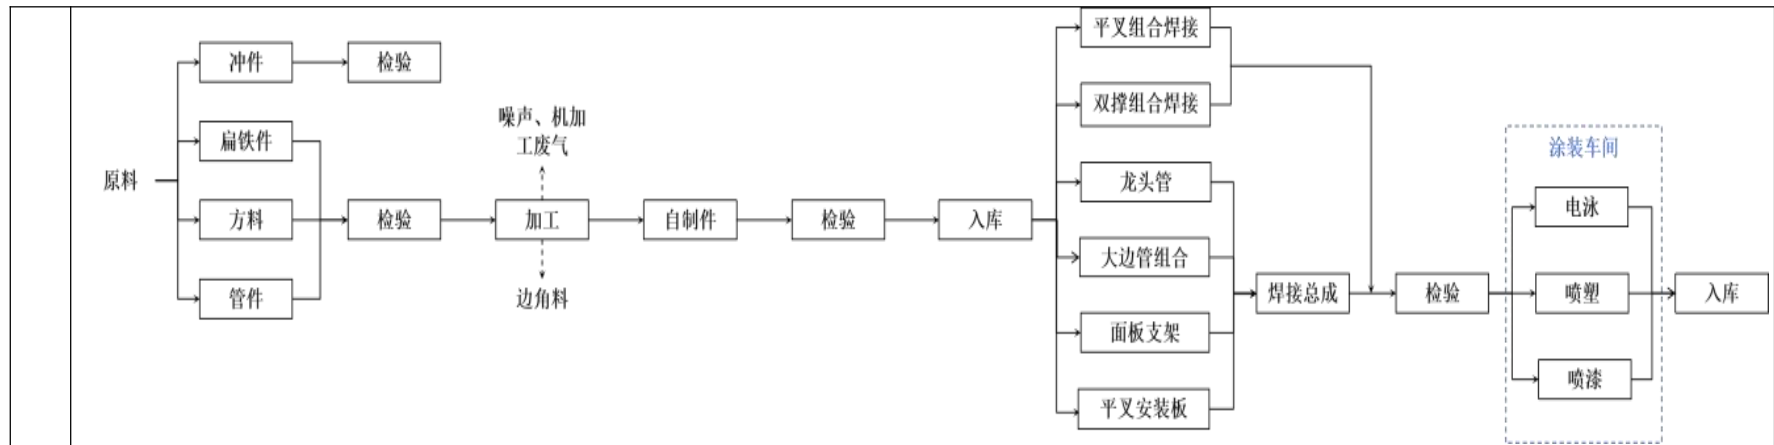 原料
冲件
检验
扁铁件
方料
管件
检验
噪声、机加
工废气
加工
边角料
自制件
检验
入库
平叉组合焊接
双撑组合焊接
龙头管
大边管组合
面板支架
平叉安装板
焊接总成
检验
涂装车间
电泳
喷塑
喷漆
入库